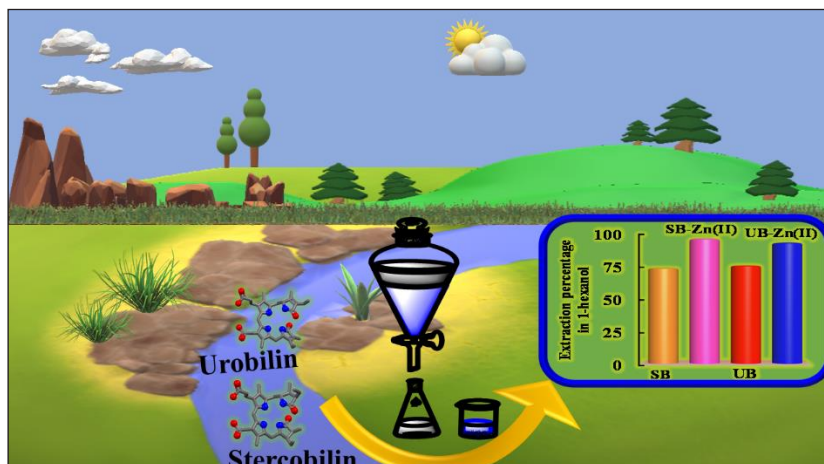 Urobilin
Stercobilin
Extraction percentage
in 1-hexanol
100
75
50
25
0
SB-Zn(II)
UB-Zn(II)
SB
UB